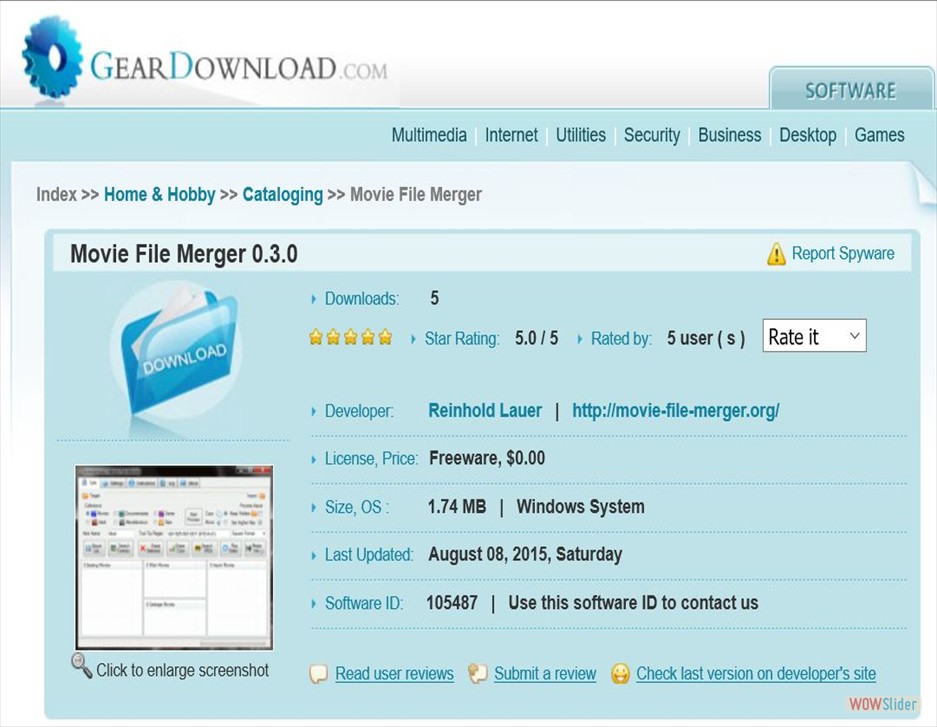 GEARDOWNLOAD.COM
SOFTWARE
Multimedia | Internet | Utilities | Security | Business | Desktop | Games
Index >> Home & Hobby >> Cataloging >> Movie File Merger
Movie File Merger 0.3.0
Report Spyware
DOWNLOAD
Downloads: 5
Star Rating: 5.0 / 5 Rated by: 5 user ( s ) Rate it
Developer: Reinhold Lauer | http://movie-file-merger.org/
License, Price: Freeware, $0.00
Size, OS : 1.74 MB | Windows System
Last Updated: August 08, 2015, Saturday
Software ID: 105487 | Use this software ID to contact us
Click to enlarge screenshot
Read user reviews
Submit a review
Check last version on developer's site
WOWSlider